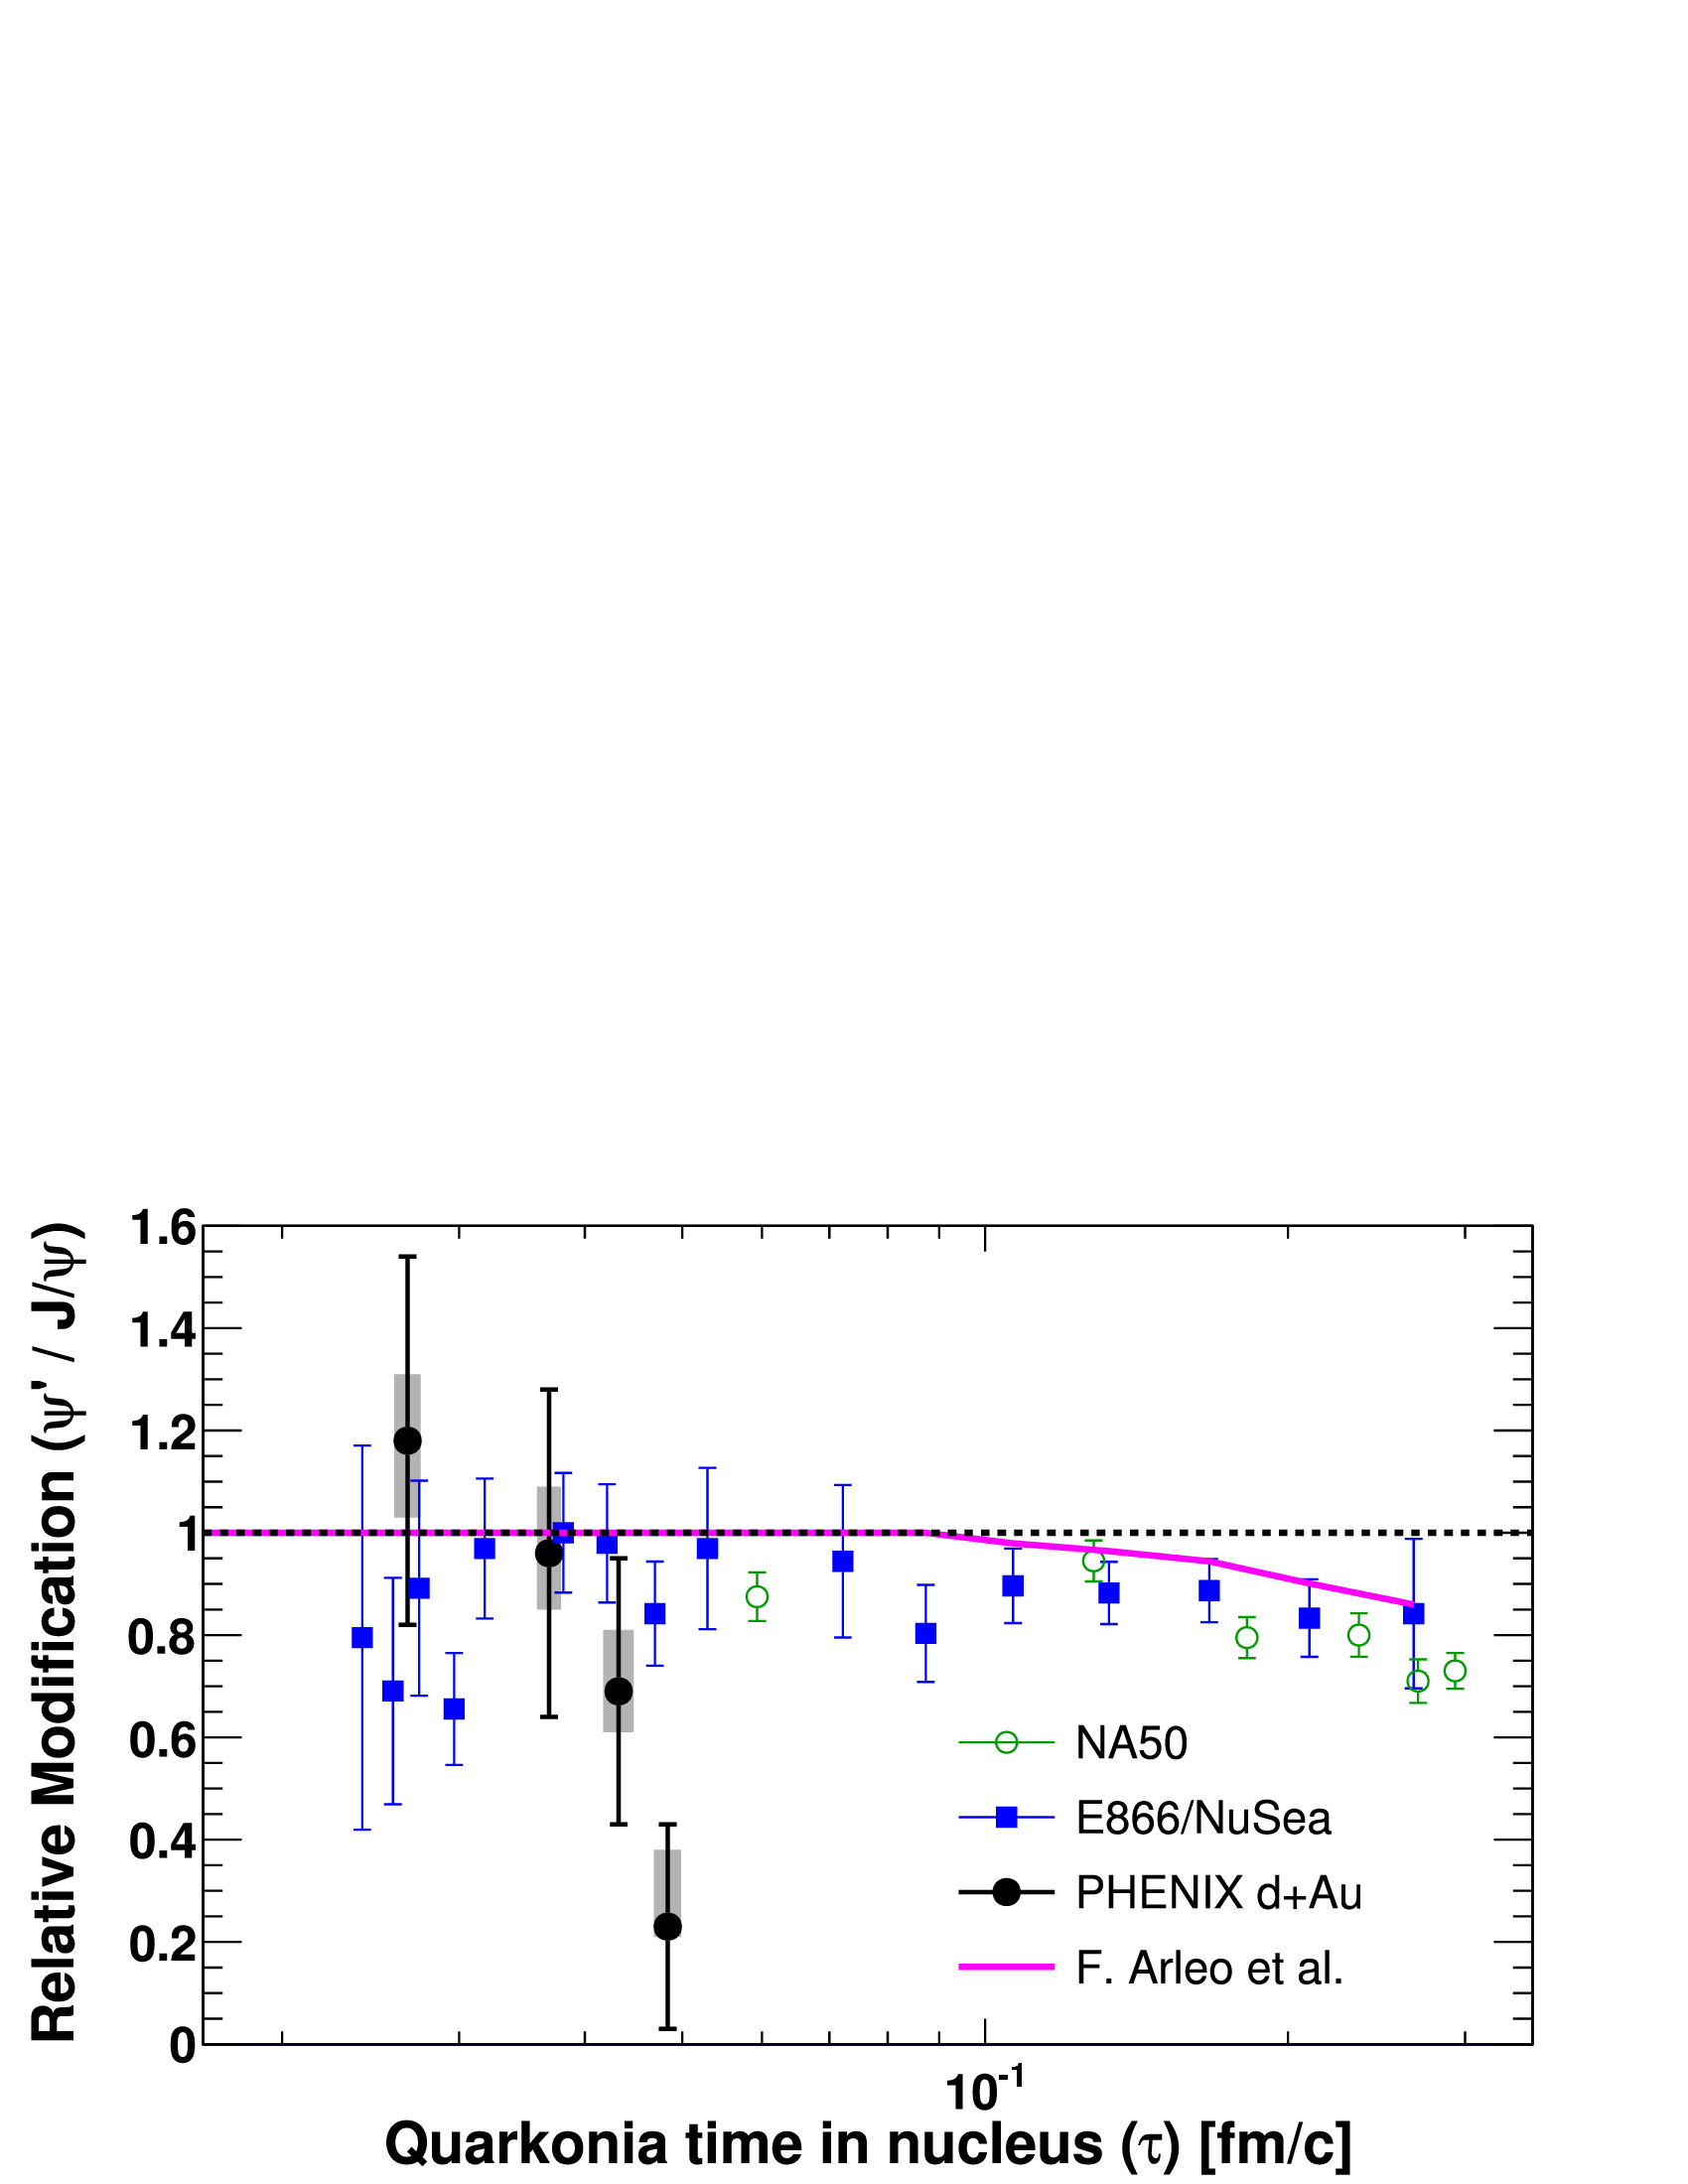 Relative Modification (ψ' / J/ψ)
1.6
1.4
1.2
1
0.8
0.6
0.4
0.2
0
NA50
E866/NuSea
PHENIX d+Au
F. Arleo et al.
10⁻¹
Quarkonia time in nucleus (τ) [fm/c]